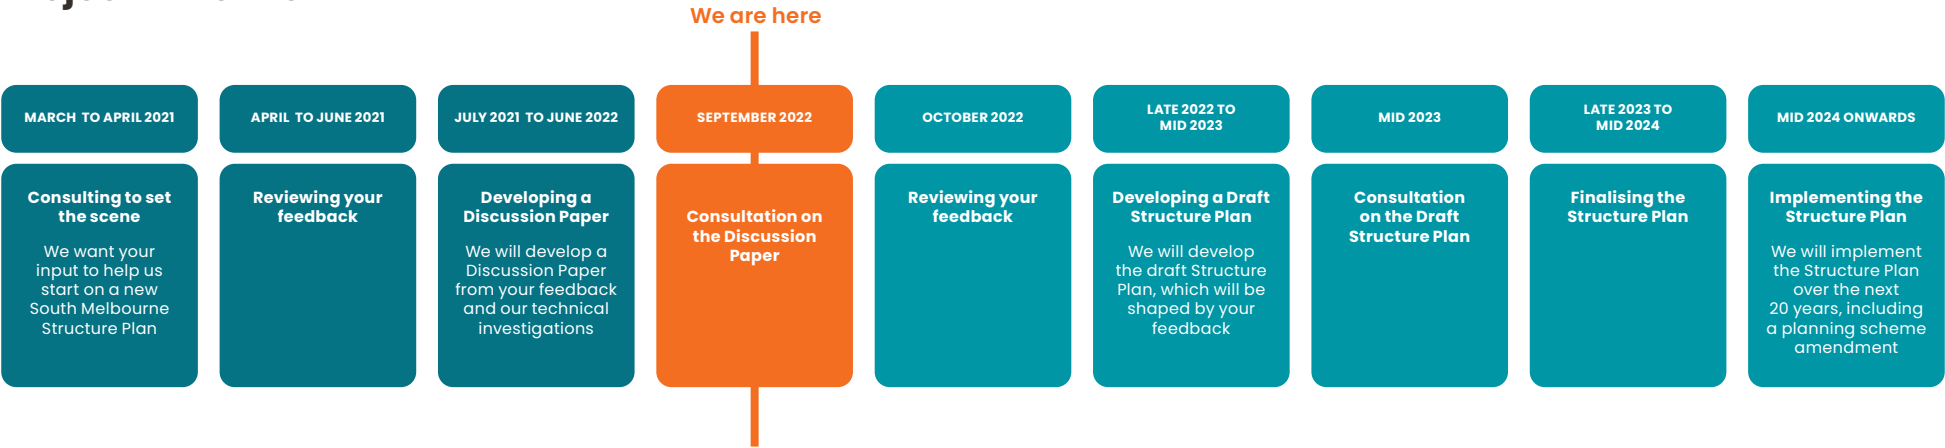 We are here
MARCH TO APRIL 2021
APRIL TO JUNE 2021
JULY 2021 TO JUNE 2022
SEPTEMBER 2022
OCTOBER 2022
LATE 2022 TO
MID 2023
MID 2023
LATE 2023 TO
MID 2024
MID 2024 ONWARDS
Consulting to set
the scene
We want your
input to help us
start on a new
South Melbourne
Structure Plan
Reviewing your
feedback
Developing a
Discussion Paper
We will develop a
Discussion Paper
from your feedback
and our technical
investigations
Consultation on
the Discussion
Paper
Reviewing your
feedback
Developing a Draft
Structure Plan
We will develop
the draft Structure
Plan, which will be
shaped by your
feedback
Consultation
on the Draft
Structure Plan
Finalising the
Structure Plan
Implementing the
Structure Plan
We will implement
the Structure Plan
over the next
20 years, including
a planning scheme
amendment